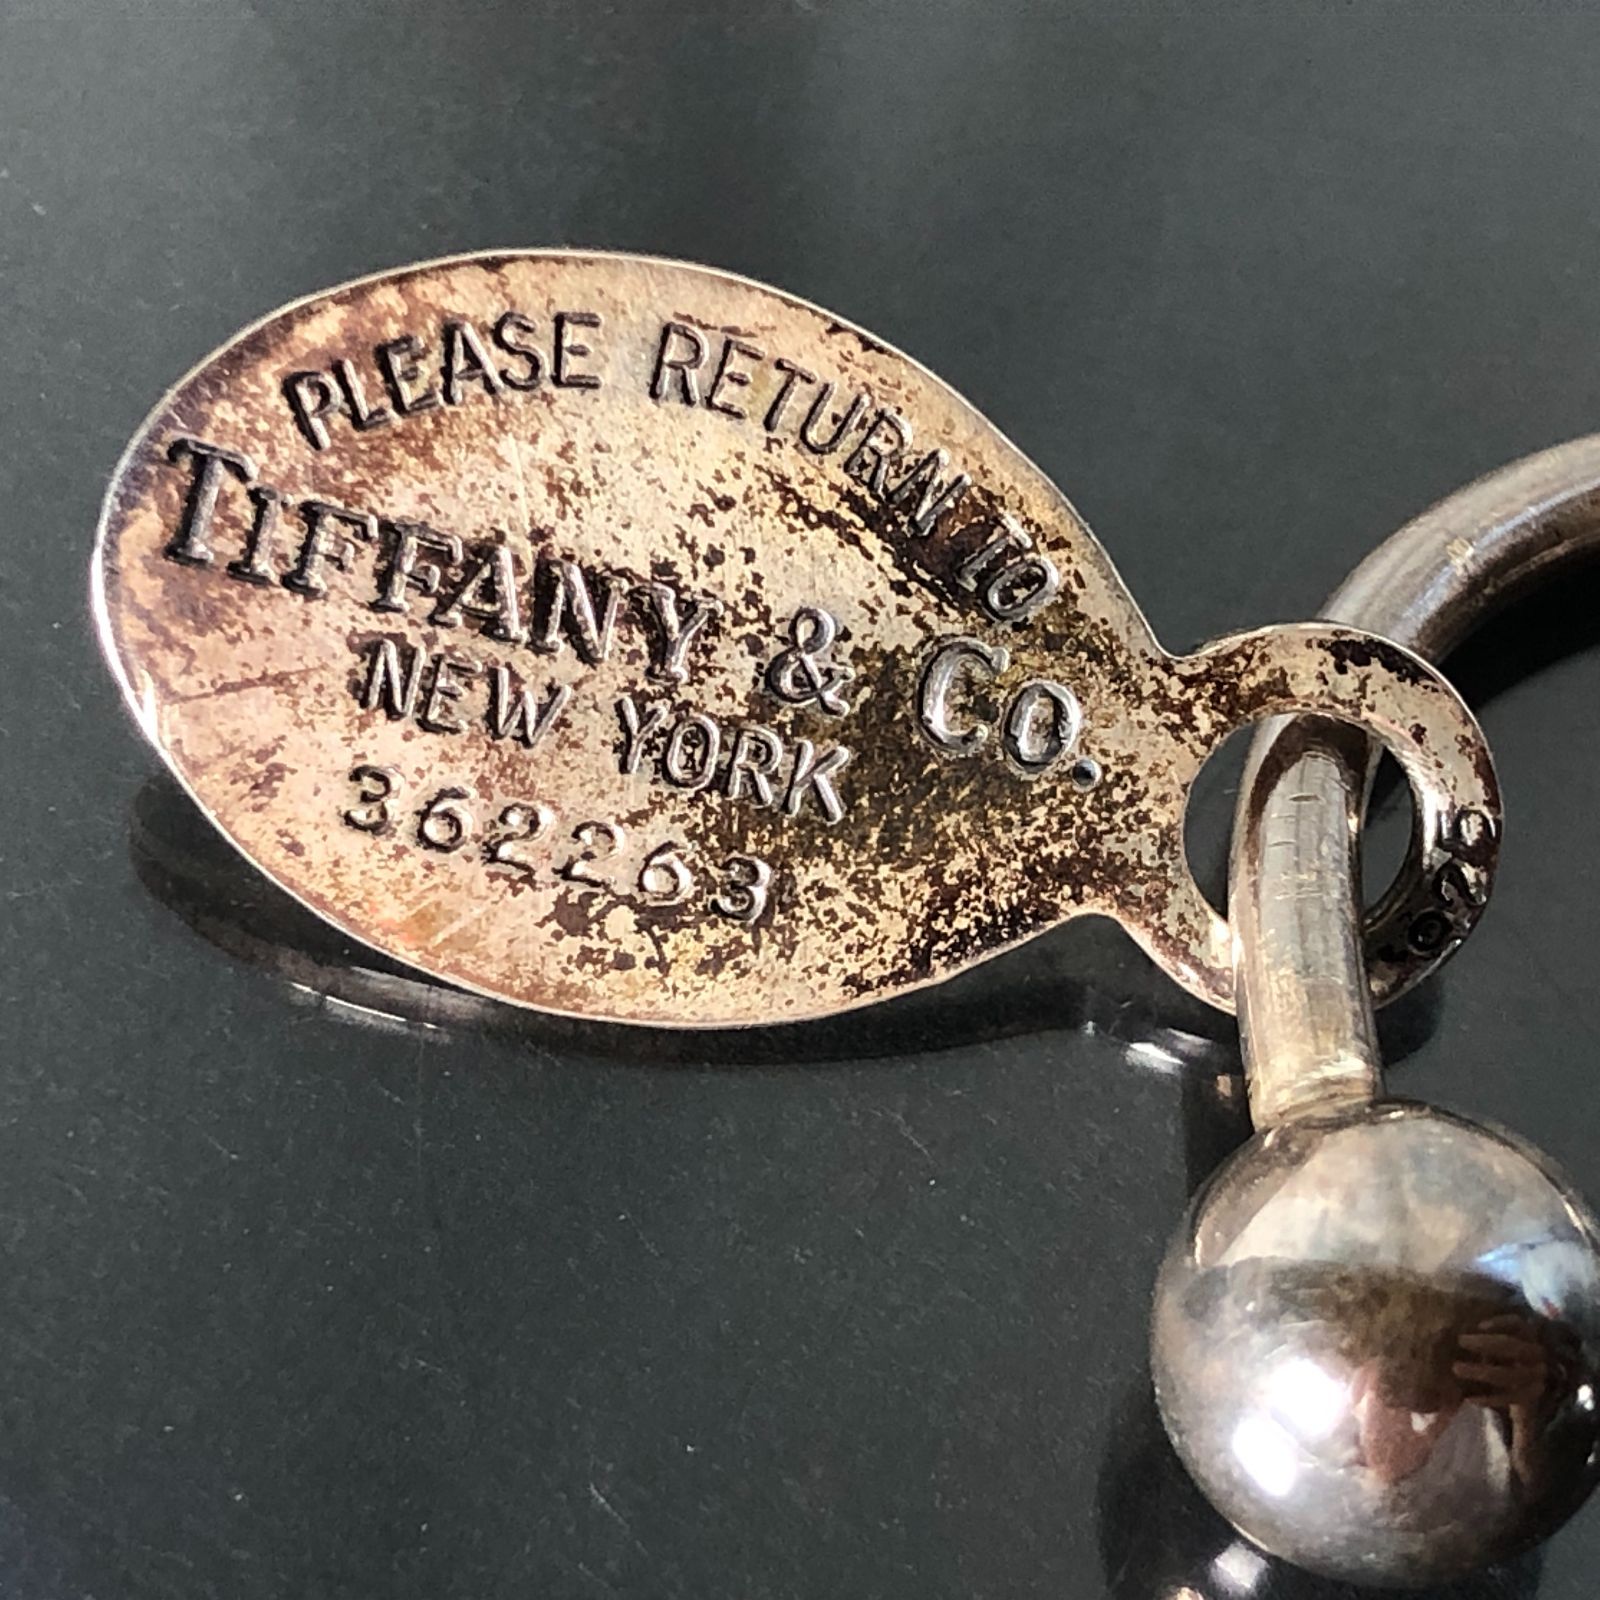 PLEASE RETURN TO
TIFFANY & Co.
NEW YORK
362263
925